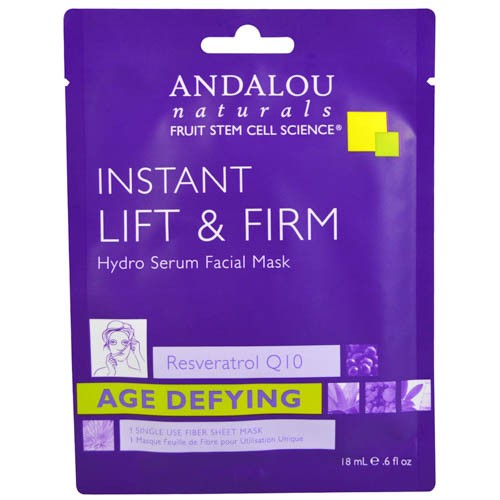 ANDALOU
naturals
FRUIT STEM CELL SCIENCE®
INSTANT
LIFT & FIRM
Hydro Serum Facial Mask
Resveratrol Q10
AGE DEFYING
1 SINGLE USE FIBER SHEET MASK
1 Masque Feuille de Fibre pour Utilisation Unique
18 mL ℮ .6 fl oz